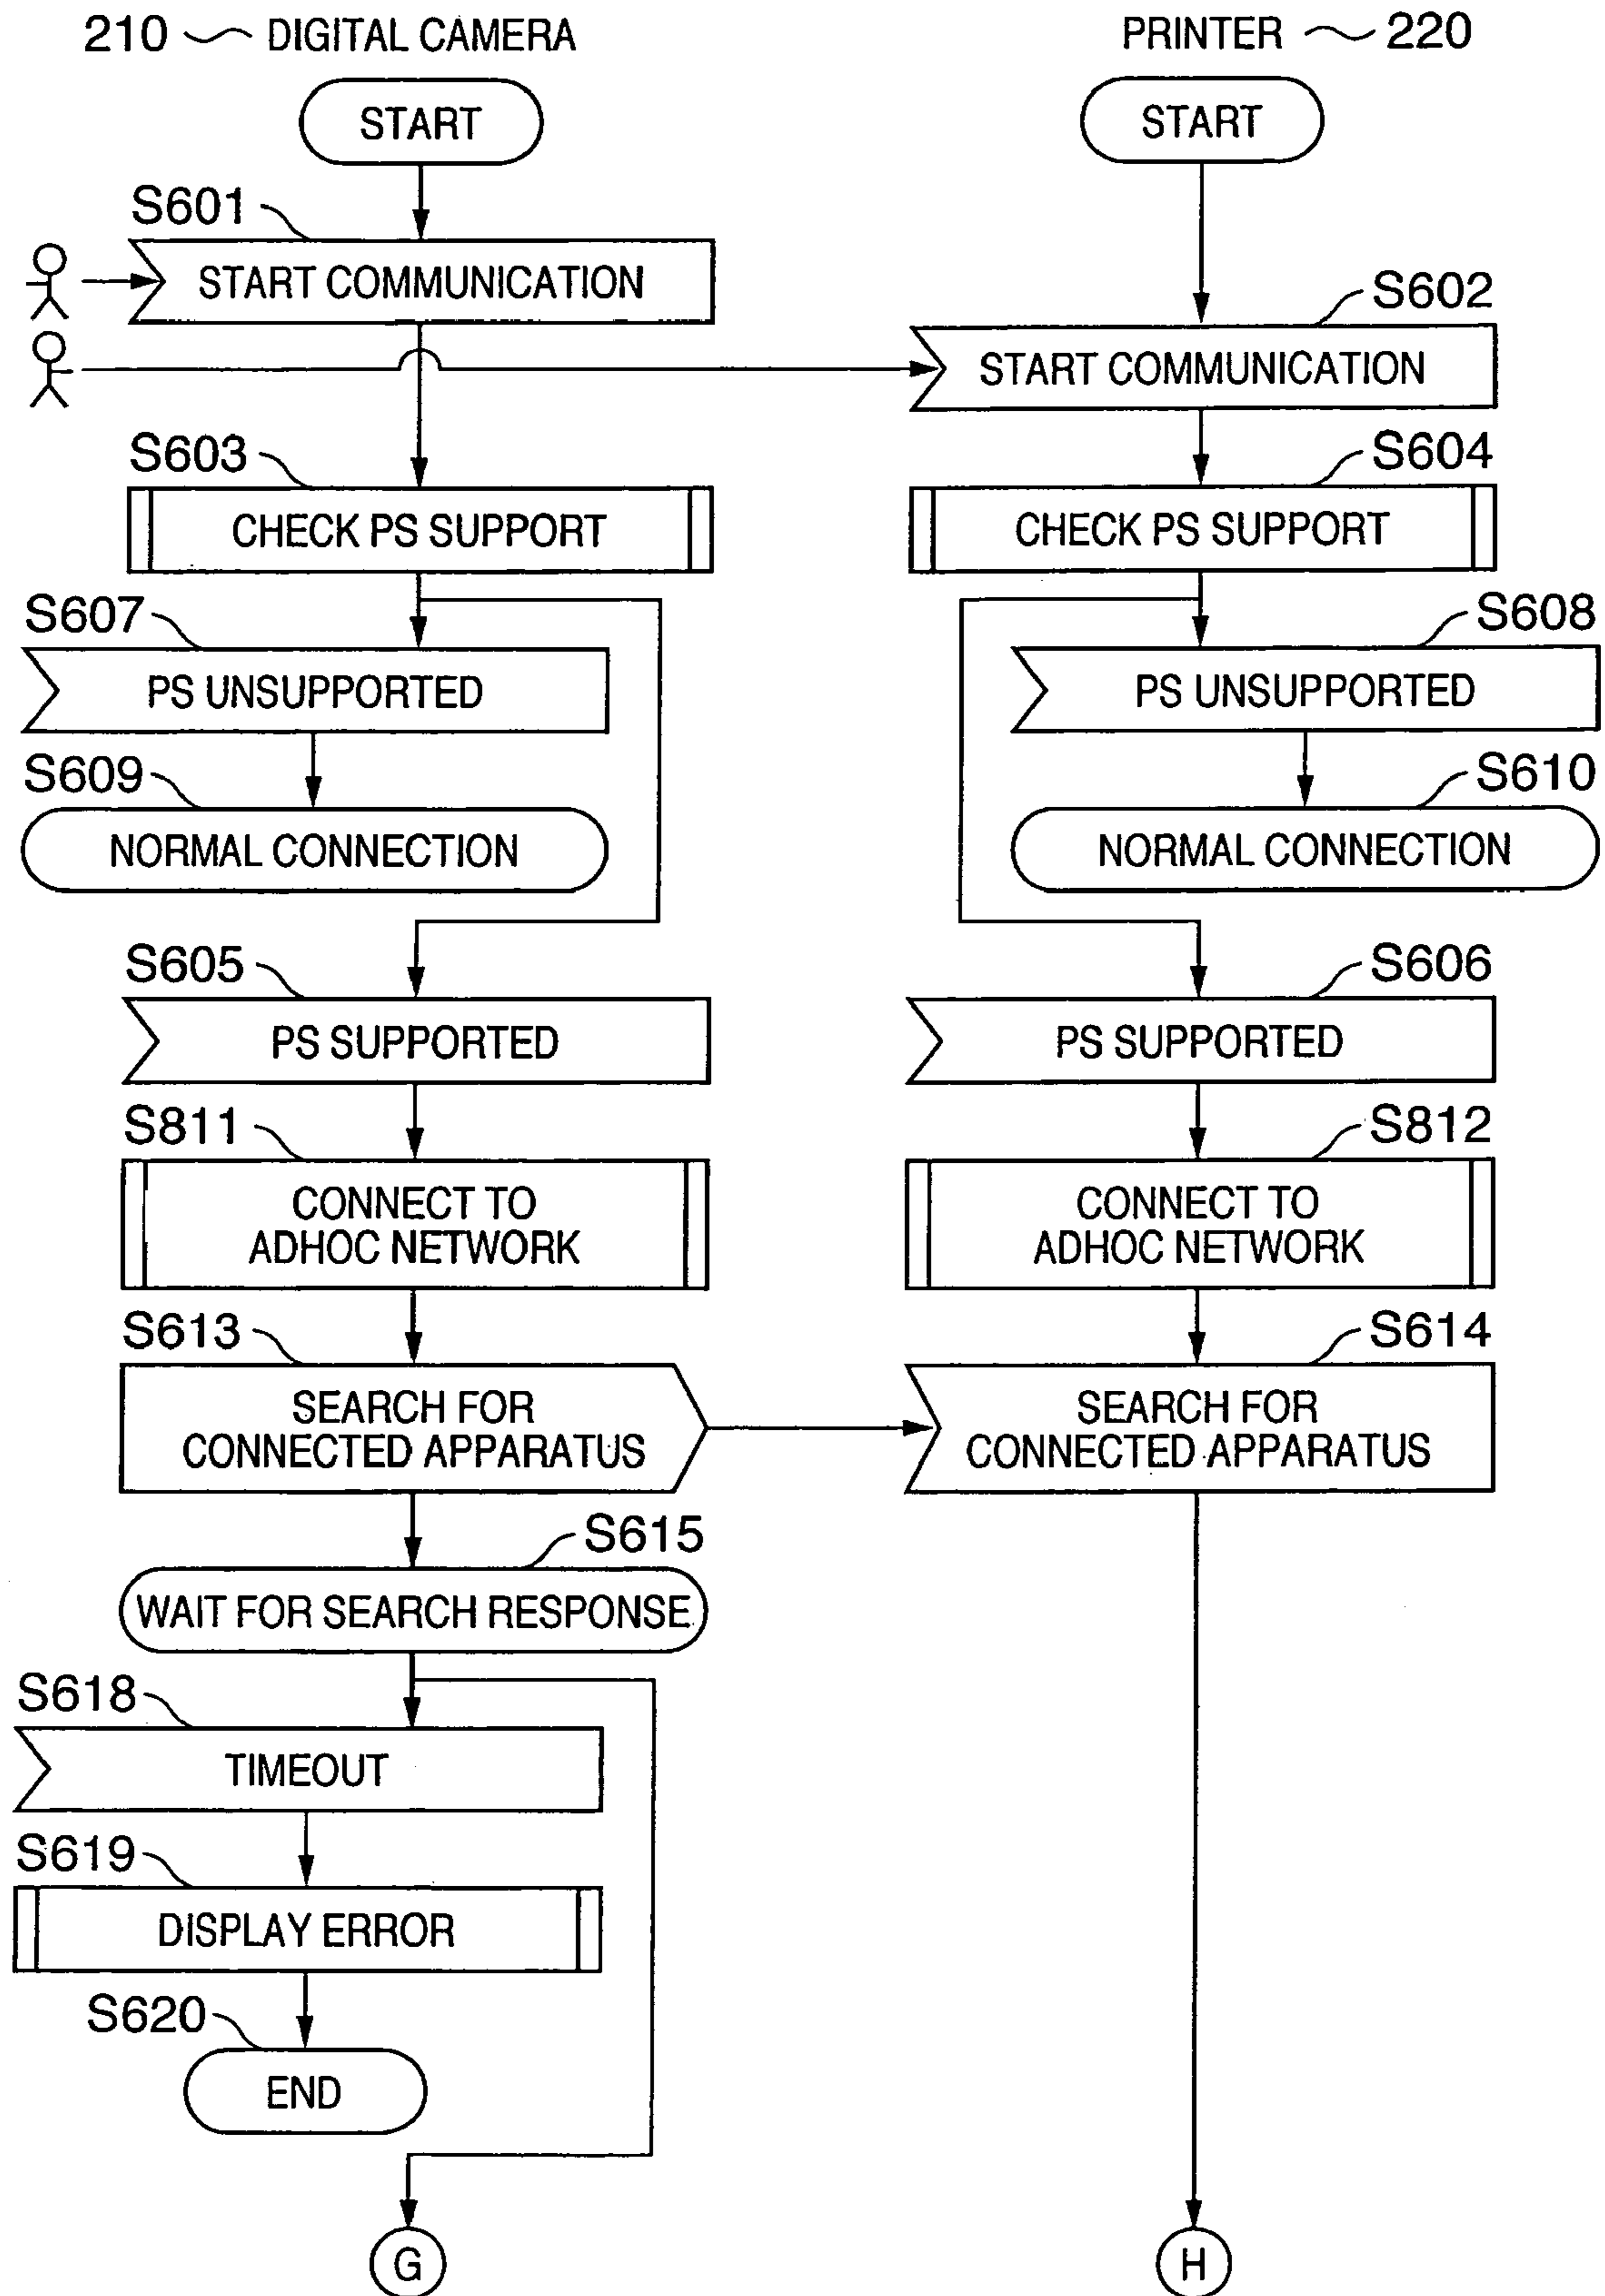 210 DIGITAL CAMERA
PRINTER 220
START
START
S601
START COMMUNICATION
S602
START COMMUNICATION
S603
CHECK PS SUPPORT
S604
CHECK PS SUPPORT
S607
PS UNSUPPORTED
S608
PS UNSUPPORTED
S609
NORMAL CONNECTION
S610
NORMAL CONNECTION
S605
PS SUPPORTED
S606
PS SUPPORTED
S811
CONNECT TO
ADHOC NETWORK
S812
CONNECT TO
ADHOC NETWORK
S613
SEARCH FOR
CONNECTED APPARATUS
S614
SEARCH FOR
CONNECTED APPARATUS
S615
WAIT FOR SEARCH RESPONSE
S618
TIMEOUT
S619
DISPLAY ERROR
S620
END
G
H